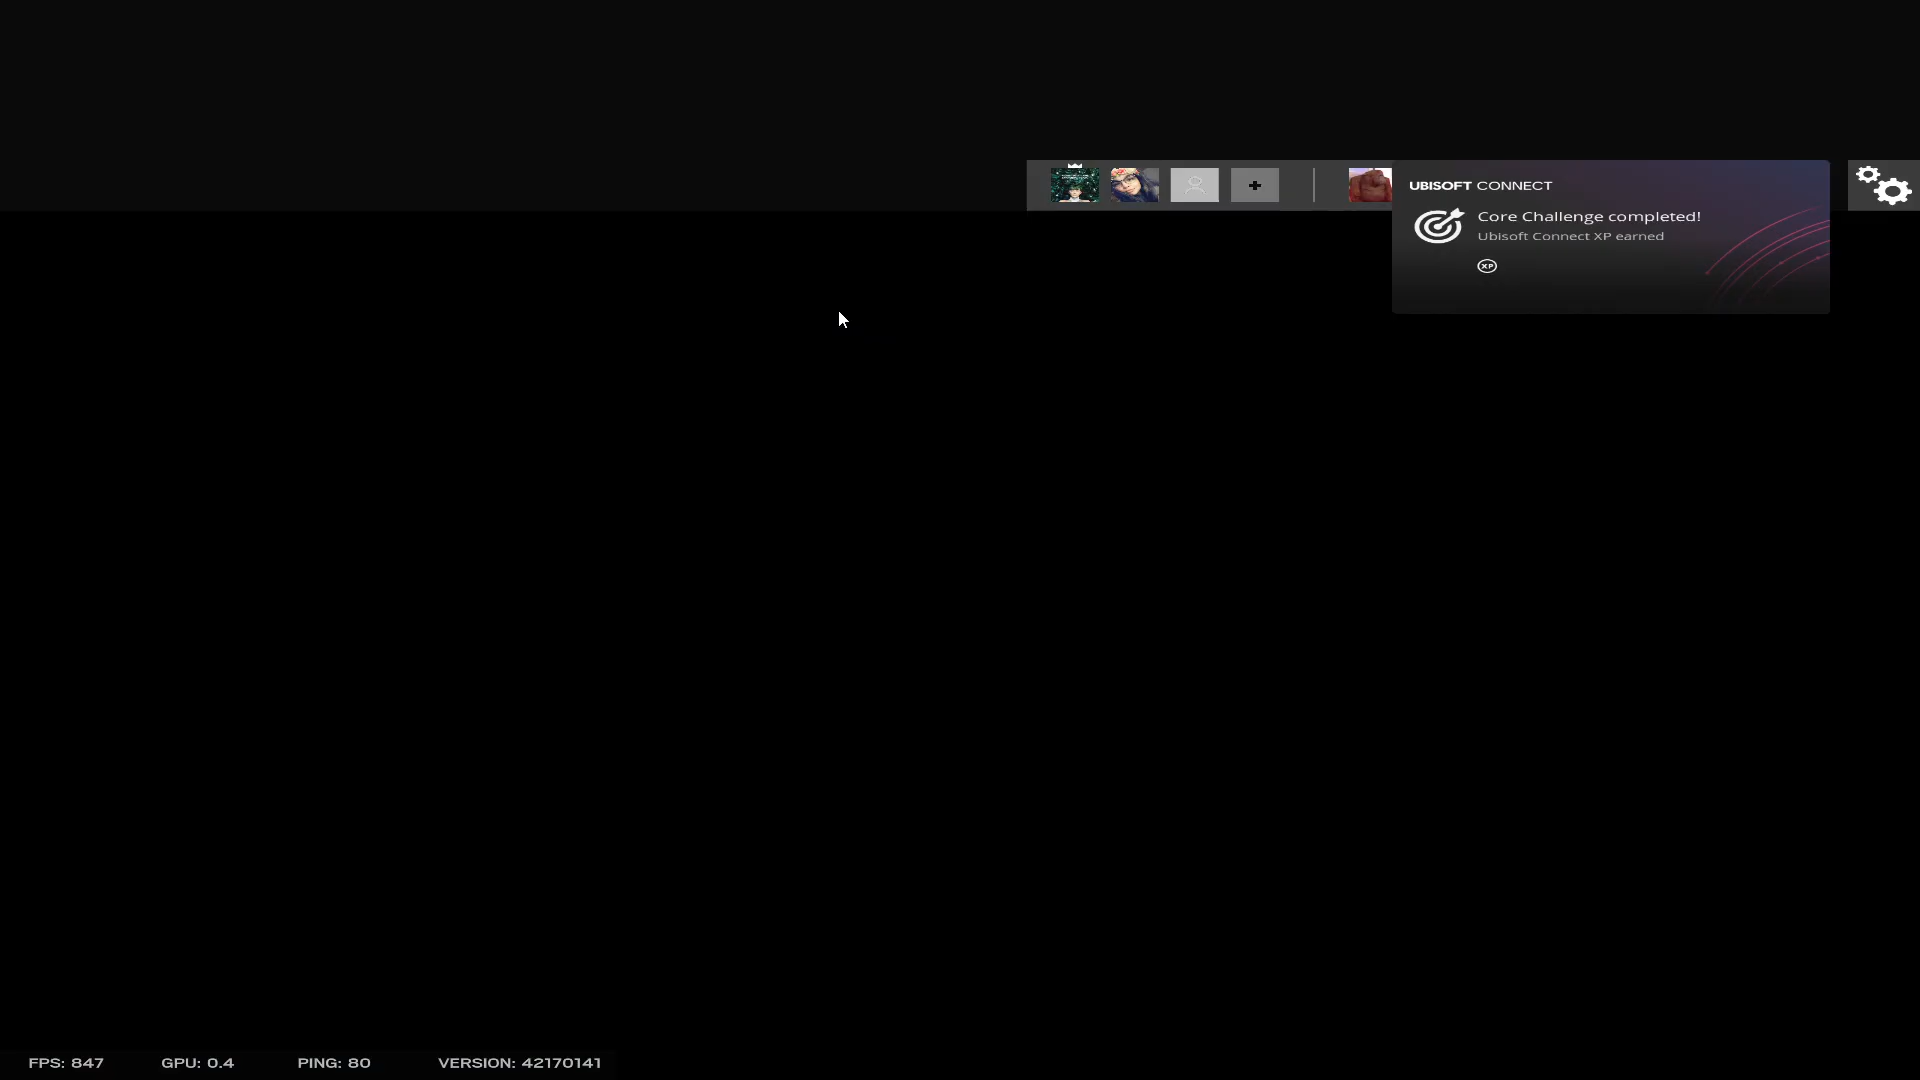 UBISOFT CONNECT
Core Challenge completed!
Ubisoft Connect XP earned
XP
FPS: 847 GPU: 0.4 PING: 80 VERSION: 42170141